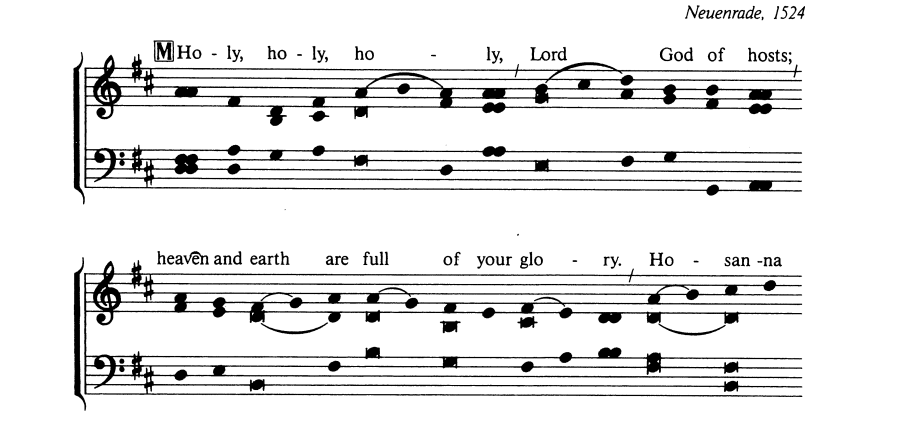 Neuenrade, 1524
M Ho - ly, ho - ly, ho - ly, Lord God of hosts;
heaven and earth are full of your glo - ry. Ho - san -na